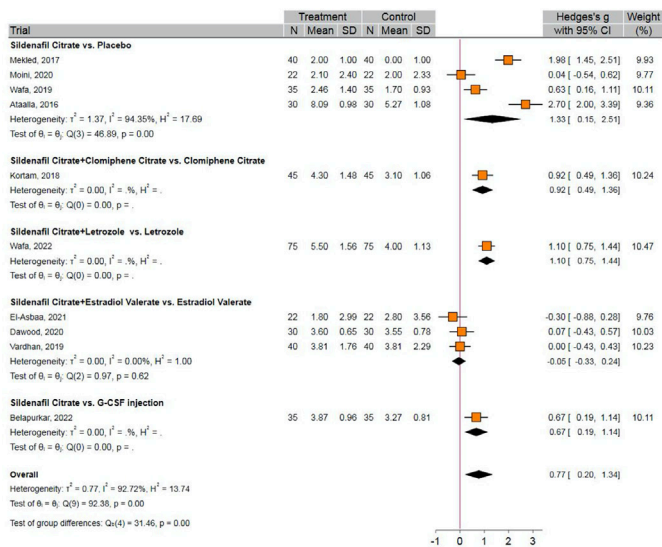 Treatment Control Hedges's g Weight
Trial N Mean SD N Mean SD with 95% CI (%)
Sildenafil Citrate vs. Placebo
Mekled, 2017 40 2.00 1.00 40 0.00 1.00 1.98 [ 1.45, 2.51] 9.93
Moini, 2020 22 2.10 2.40 22 2.00 2.33 0.04 [ -0.54, 0.62] 9.77
Wafa, 2019 35 2.46 1.40 35 1.70 0.93 0.63 [ 0.16, 1.11] 10.11
Ataalla, 2016 30 8.09 0.98 30 5.27 1.08 2.70 [ 2.00, 3.39] 9.36
Heterogeneity: τ² = 1.37, I² = 94.35%, H² = 17.69 1.33 [ 0.15, 2.51]
Test of θᵢ = θⱼ: Q(3) = 46.89, p = 0.00
Sildenafil Citrate+Clomiphene Citrate vs. Clomiphene Citrate
Kortam, 2018 45 4.30 1.48 45 3.10 1.06 0.92 [ 0.49, 1.36] 10.24
Heterogeneity: τ² = 0.00, I² = .%, H² = . 0.92 [ 0.49, 1.36]
Test of θᵢ = θⱼ: Q(0) = 0.00, p = .
Sildenafil Citrate+Letrozole vs. Letrozole
Wafa, 2022 75 5.50 1.56 75 4.00 1.13 1.10 [ 0.75, 1.44] 10.47
Heterogeneity: τ² = 0.00, I² = .%, H² = . 1.10 [ 0.75, 1.44]
Test of θᵢ = θⱼ: Q(0) = 0.00, p = .
Sildenafil Citrate+Estradiol Valerate vs. Estradiol Valerate
El-Asbaa, 2021 22 1.80 2.99 22 2.80 3.56 -0.30 [ -0.88, 0.28] 9.76
Dawood, 2020 30 3.60 0.65 30 3.55 0.78 0.07 [ -0.43, 0.57] 10.03
Vardhan, 2019 40 3.81 1.76 40 3.81 2.29 0.00 [ -0.43, 0.43] 10.23
Heterogeneity: τ² = 0.00, I² = 0.00%, H² = 1.00 -0.05 [ -0.33, 0.24]
Test of θᵢ = θⱼ: Q(2) = 0.97, p = 0.62
Sildenafil Citrate vs. G-CSF injection
Belapurkar, 2022 35 3.87 0.96 35 3.27 0.81 0.67 [ 0.19, 1.14] 10.11
Heterogeneity: τ² = 0.00, I² = .%, H² = . 0.67 [ 0.19, 1.14]
Test of θᵢ = θⱼ: Q(0) = 0.00, p = .
Overall 0.77 [ 0.20, 1.34]
Heterogeneity: τ² = 0.77, I² = 92.72%, H² = 13.74
Test of θᵢ = θⱼ: Q(9) = 92.38, p = 0.00
Test of group differences: Qb(4) = 31.46, p = 0.00
-1 0 1 2 3